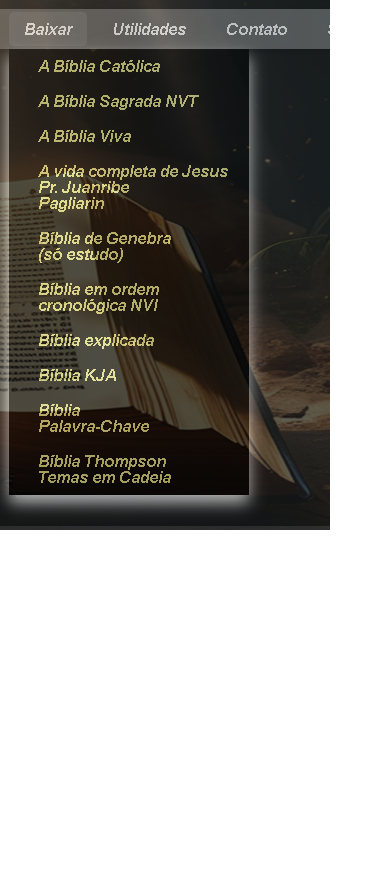 Baixar Utilidades Contato
A Bíblia Católica
A Bíblia Sagrada NVT
A Bíblia Viva
A vida completa de Jesus
Pr. Juanribe
Pagliarin
Bíblia de Genebra
(só estudo)
Bíblia em ordem
cronológica NVI
Bíbliia explicada
Bíblia KJA
Bíblia
Palavra-Chave
Bíblia Thompson
Temas em Cadeia